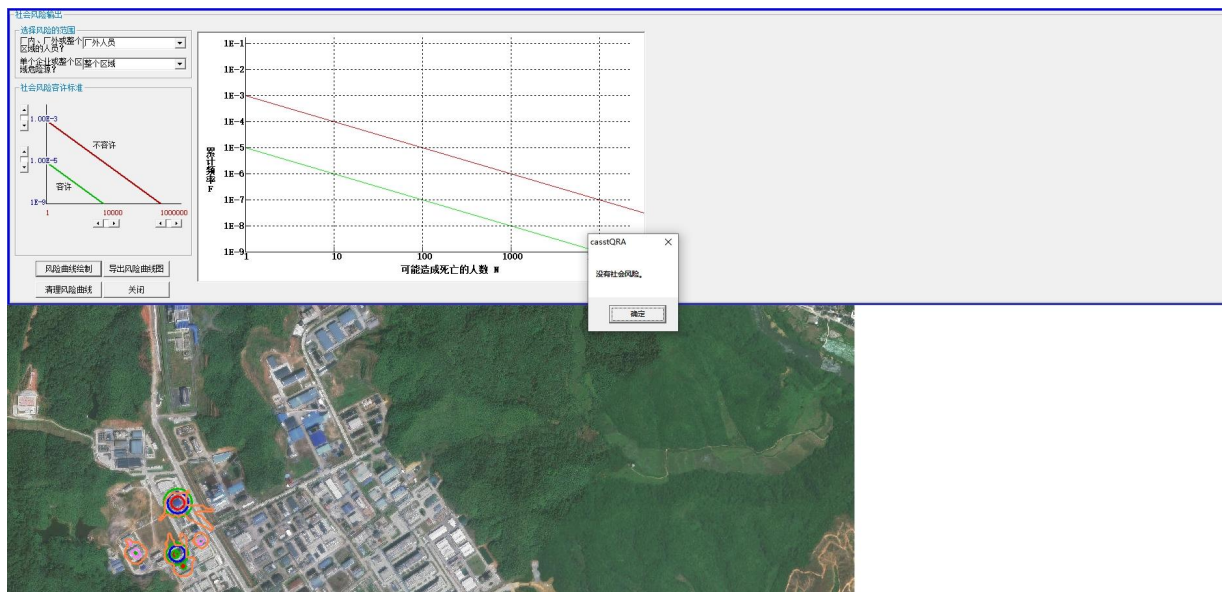 社会风险输出
选择风险的范围
厂内、厂外或整个区域的人员?
厂外人员
单个企业或整个区域危险源?
整个区域
社会风险容许标准
1.00E-3
不容许
1.00E-5
容许
1E-9
1 10000 1000000
风险曲线绘制 导出风险曲线图
清理风险曲线 关闭
1E-1
1E-2
1E-3
1E-4
1E-5
1E-6
1E-7
1E-8
1E-9
累计频率 F
1 10 100 1000
可能造成死亡的人数 N
casstQRA
没有社会风险。
确定